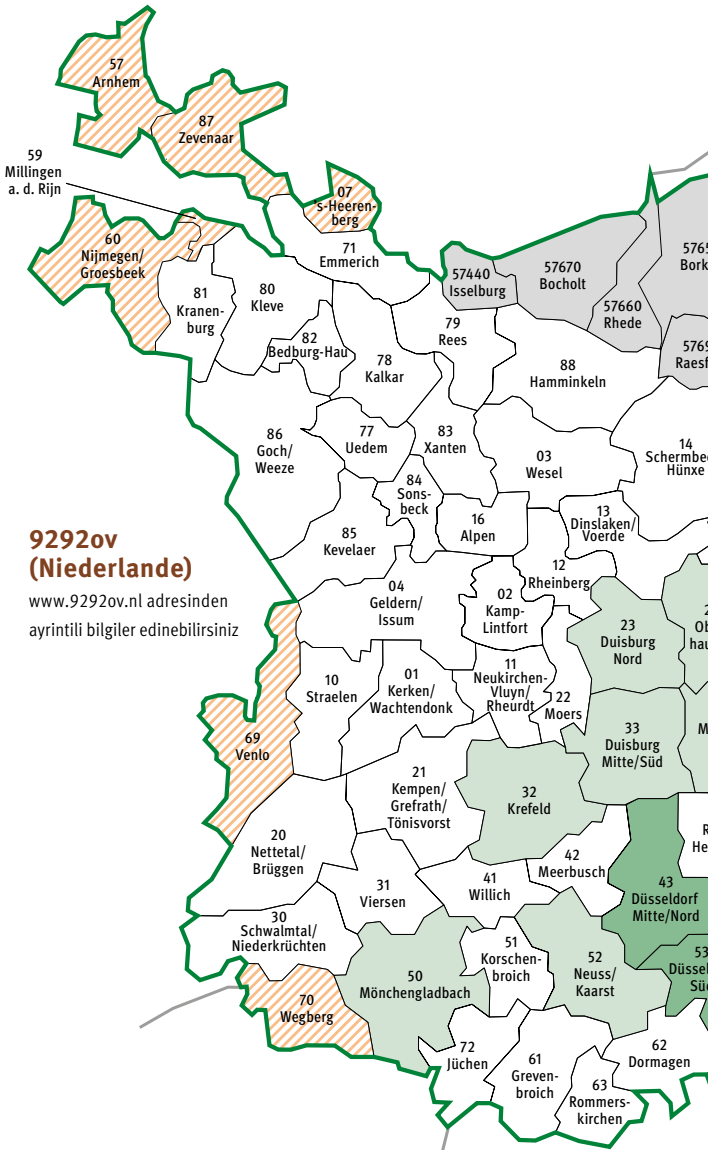 57
Arnhem
87
Zevenaar
59
Millingen
a. d. Rijn
07
's-Heeren-
berg
60
Nijmegen/
Groesbeek
71
Emmerich
81
Kranen-
burg
80
Kleve
82
Bedburg-Hau
78
Kalkar
79
Rees
57440
Isselburg
57670
Bocholt
57660
Rhede
88
Hamminkeln
86
Goch/
Weeze
77
Uedem
83
Xanten
03
Wesel
14
84
Sons-
beck
16
Alpen
13
Dinslaken/
Voerde
85
Kevelaer
12
Rheinberg
9292ov
(Niederlande)
www.9292ov.nl adresinden
ayrintili bilgiler edinebilirsiniz
04
Geldern/
Issum
02
Kamp-
Lintfort
23
Duisburg
Nord
10
Straelen
01
Kerken/
Wachtendonk
11
Neukirchen-
Vluyn/
Rheurdt
22
Moers
69
Venlo
33
Duisburg
Mitte/Süd
21
Kempen/
Grefrath/
Tönisvorst
32
Krefeld
20
Nettetal/
Brüggen
42
Meerbusch
31
Viersen
41
Willich
43
Düsseldorf
Mitte/Nord
30
Schwalmtal/
Niederkrüchten
51
Korschen-
broich
52
Neuss/
Kaarst
53
50
Mönchengladbach
70
Wegberg
72
Jüchen
61
Greven-
broich
62
Dormagen
63
Rommers-
kirchen